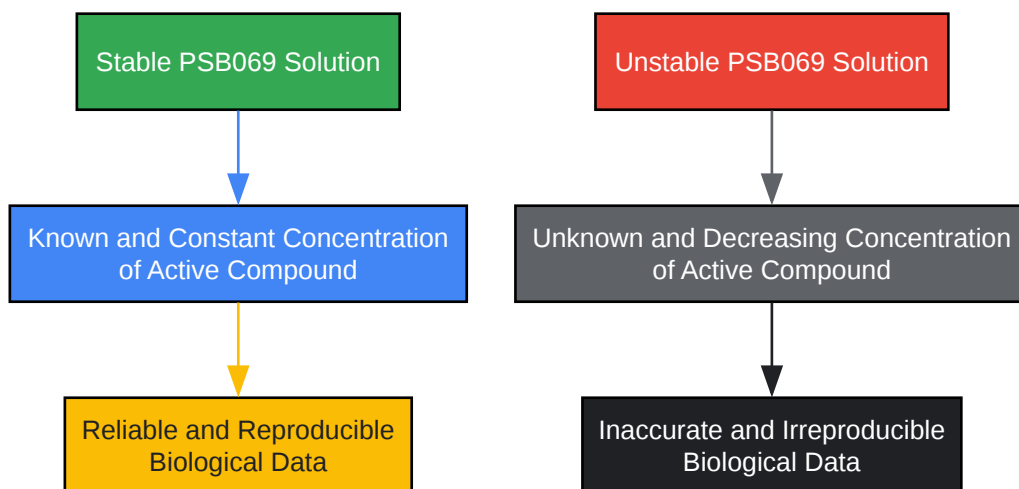 Stable PSB069 Solution
Unstable PSB069 Solution
Known and Constant Concentration
of Active Compound
Unknown and Decreasing Concentration
of Active Compound
Reliable and Reproducible
Biological Data
Inaccurate and Irreproducible
Biological Data